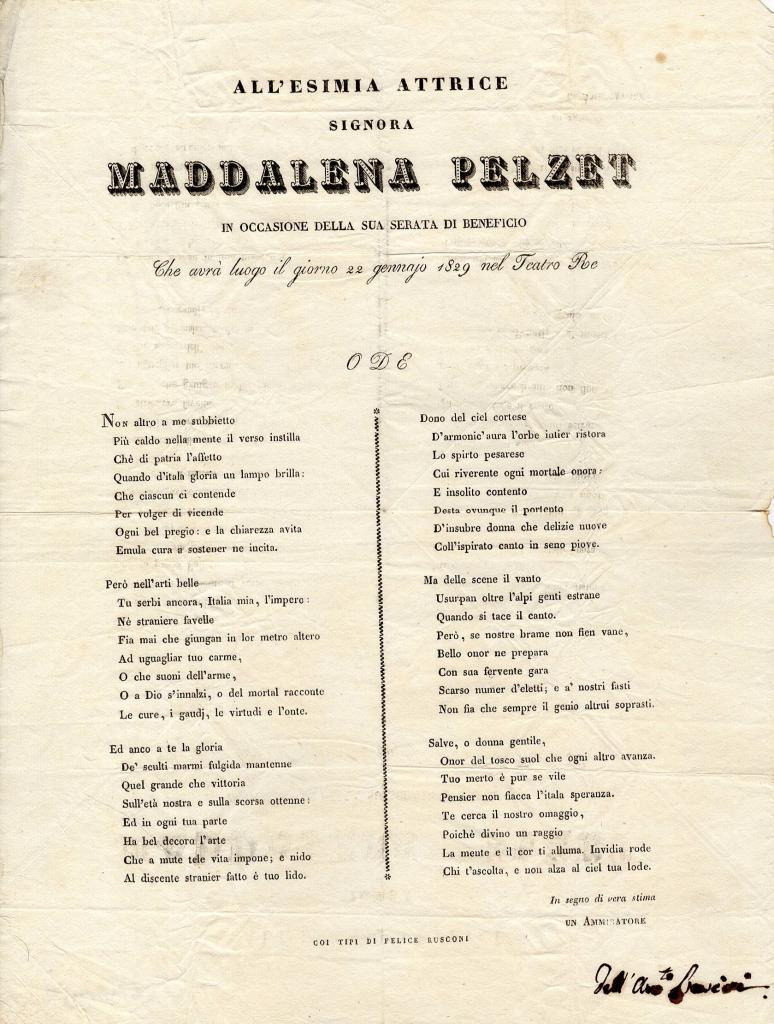 ALL'ESIMIA ATTRICE
SIGNORA
MADDALENA PELZET
IN OCCASIONE DELLA SUA SERATA DI BENEFICIO
Che avrà luogo il giorno 22 gennajo 1829 nel Teatro Re
ODE
Non altro a me subbietto
Più caldo nella mente il verso instilla
Chè di patria l'affetto
Quando d'itala gloria un lampo brilla:
Che ciascun ci contende
Per volger di vicende
Ogni bel pregio: e la chiarezza avita
Emula cura a sostener ne incita.
Però nell'arti belle
Tu serbi ancora, Italia mia, l'impero:
Nè straniere favelle
Fia mai che giungan in lor metro altero
Ad uguagliar tuo carme,
O che suoni dell'arme,
O a Dio s'innalzi, o del mortal racconte
Le cure, i gaudj, le virtudi e l'onte.
Ed anco a te la gloria
De' sculti marmi fulgida mantenne
Quel grande che vittoria
Sull'età nostra e sulla scorsa ottenne:
Ed in ogni tua parte
Ha bel decoro l'arte
Che a mute tele vita impone; e nido
Al discente stranier fatto è tuo lido.
Dono del ciel cortese
D'armonic'aura l'orbe intier ristora
Lo spirto pesarese
Cui riverente ogni mortale onora:
E insolito contento
Desta ovunque il portento
D'insubre donna che delizie nuove
Coll'ispirato canto in seno piove.
Ma delle scene il vanto
Usurpan oltre l'alpi genti estrane
Quando si tace il canto.
Però, se nostre brame non fien vane,
Bello onor ne prepara
Con sua fervente gara
Scarso numer d'eletti; e a' nostri fasti
Non fia che sempre il genio altrui soprasti.
Salve, o donna gentile,
Onor del tosco suol che ogni altro avanza.
Tuo merto è pur se vile
Pensier non fiacca l'itala speranza.
Te cerca il nostro omaggio,
Poichè divino un raggio
La mente e il cor ti alluma. Invidia rode
Chi t'ascolta, e non alza al ciel tua lode.
In segno di vera stima
UN AMMIRATORE
COI TIPI DI FELICE RUSCONI